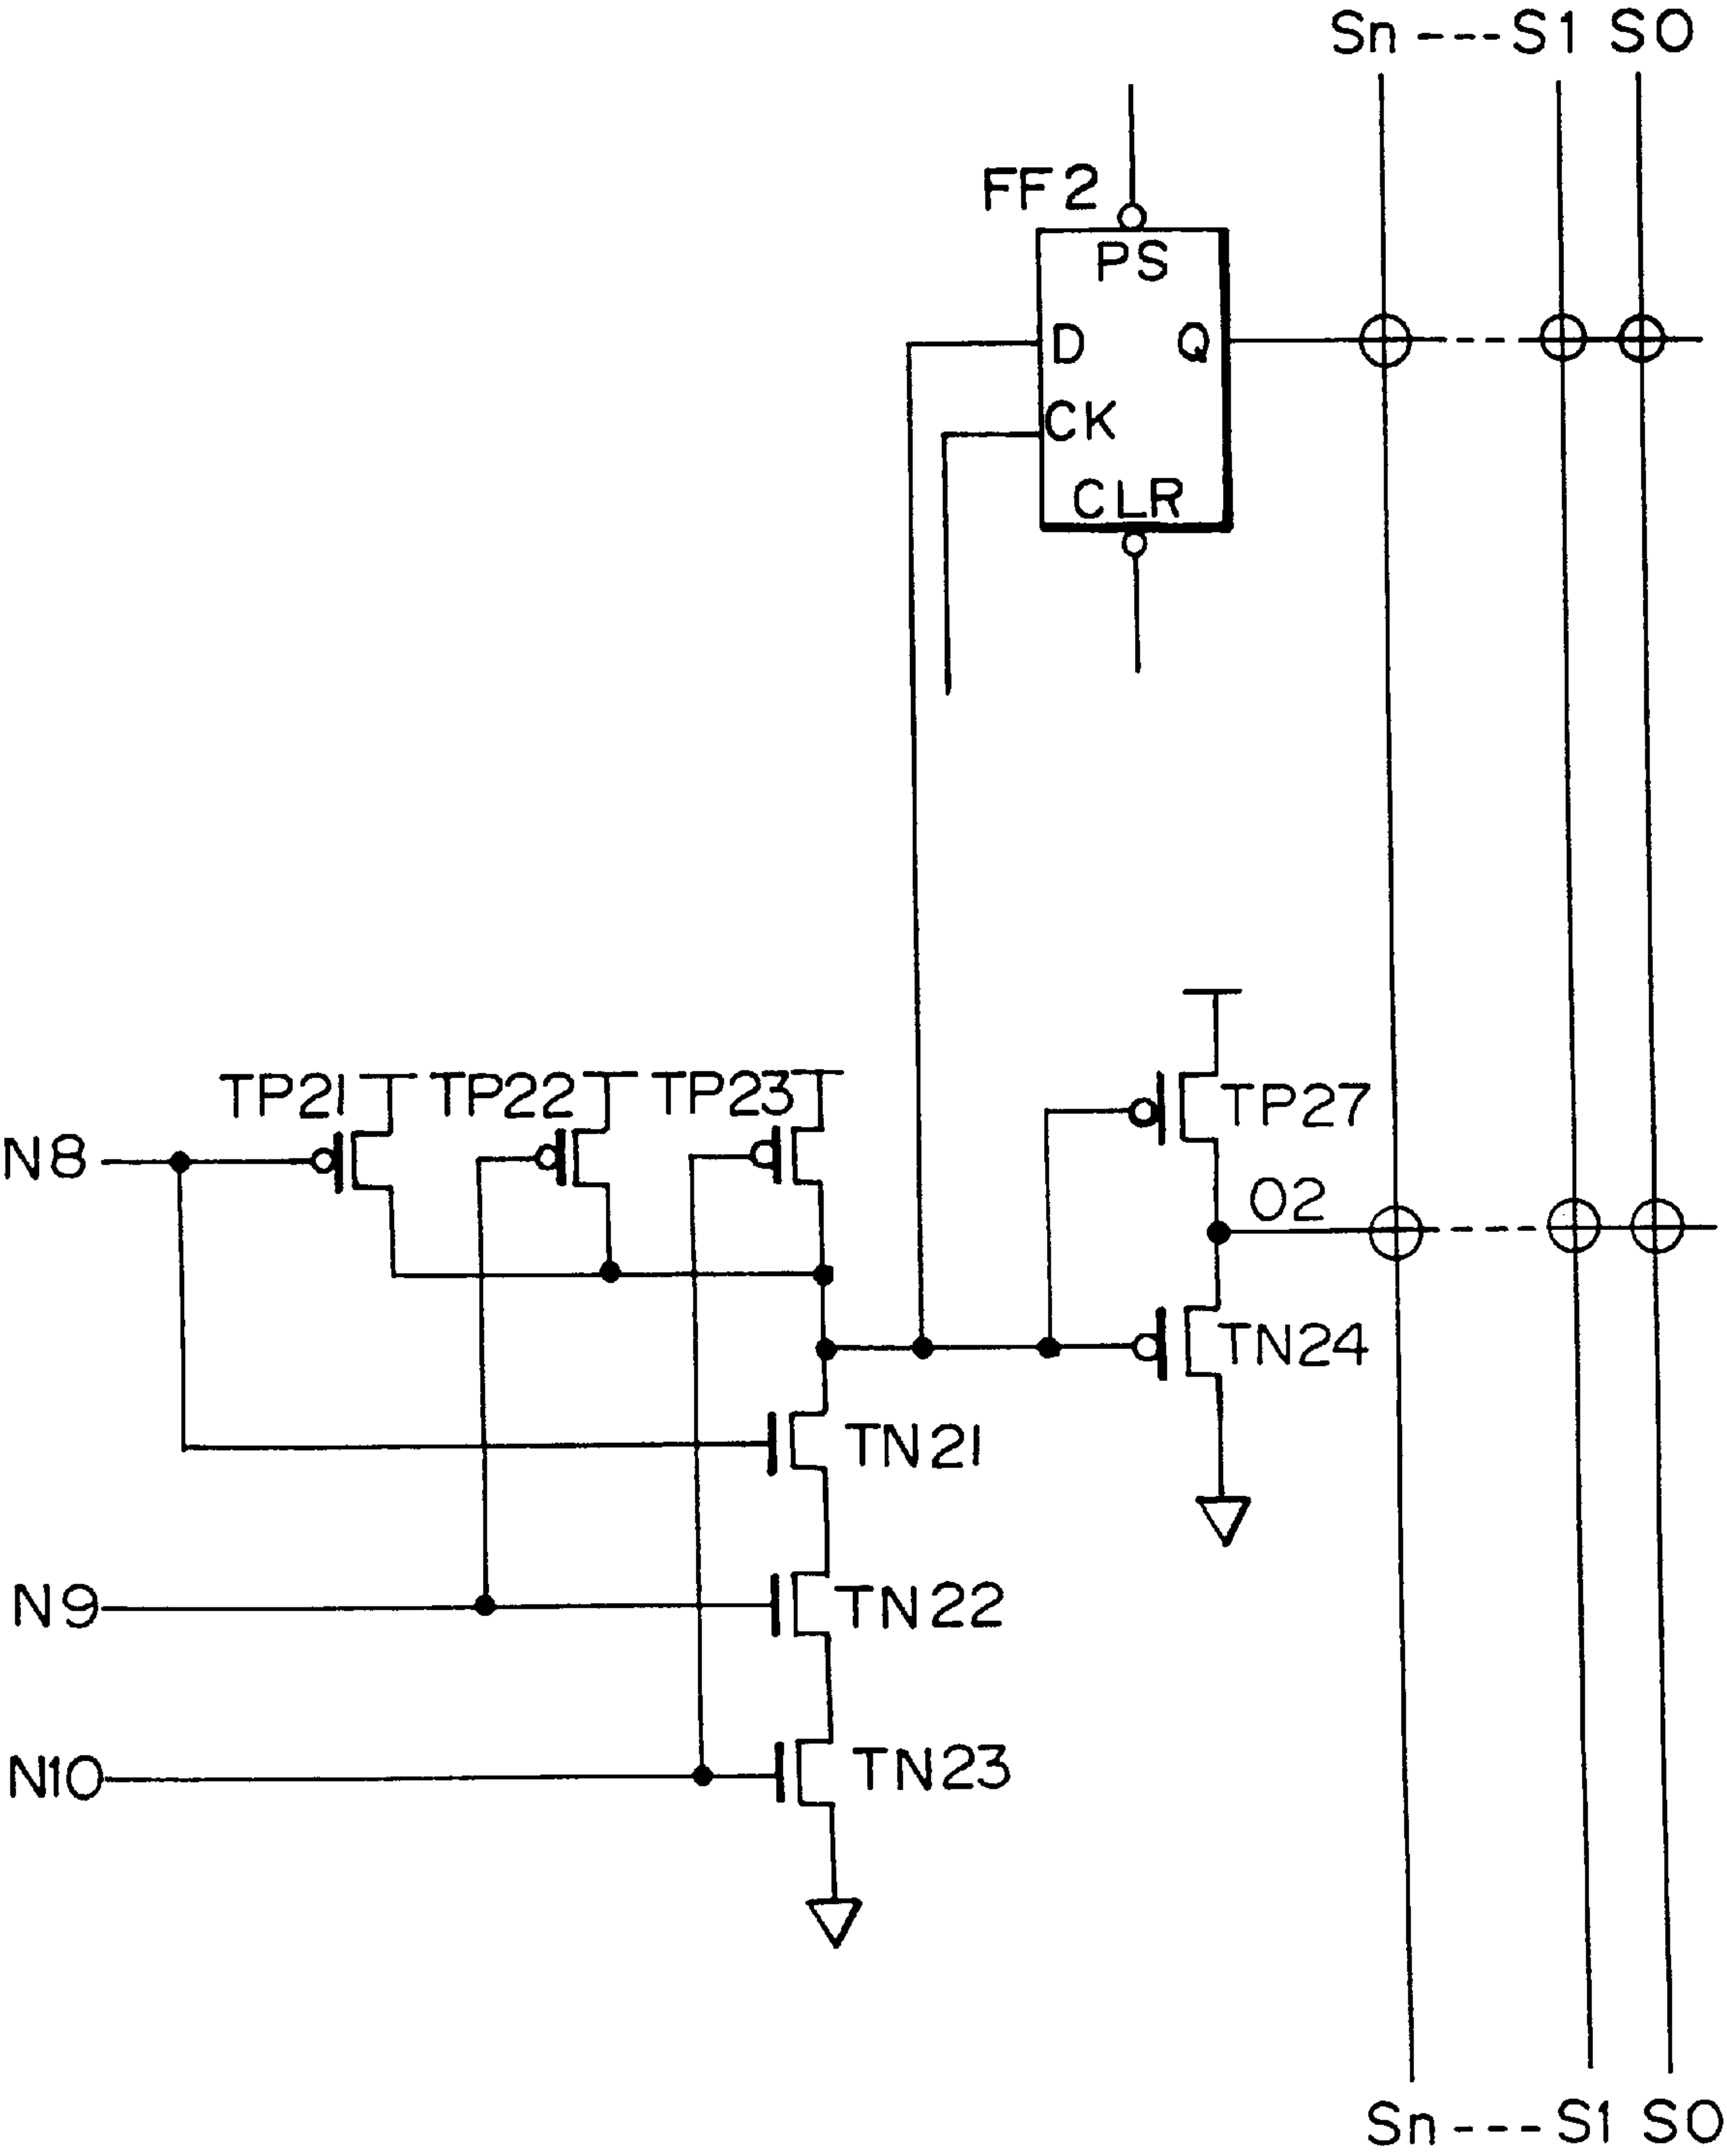 Sn ---S1 S0
FF2
PS
D Q
CK
CLR
TP21 TP22 TP23
TP27
N8
O2
TN24
TN21
N9
TN22
N10
TN23
Sn ---S1 S0